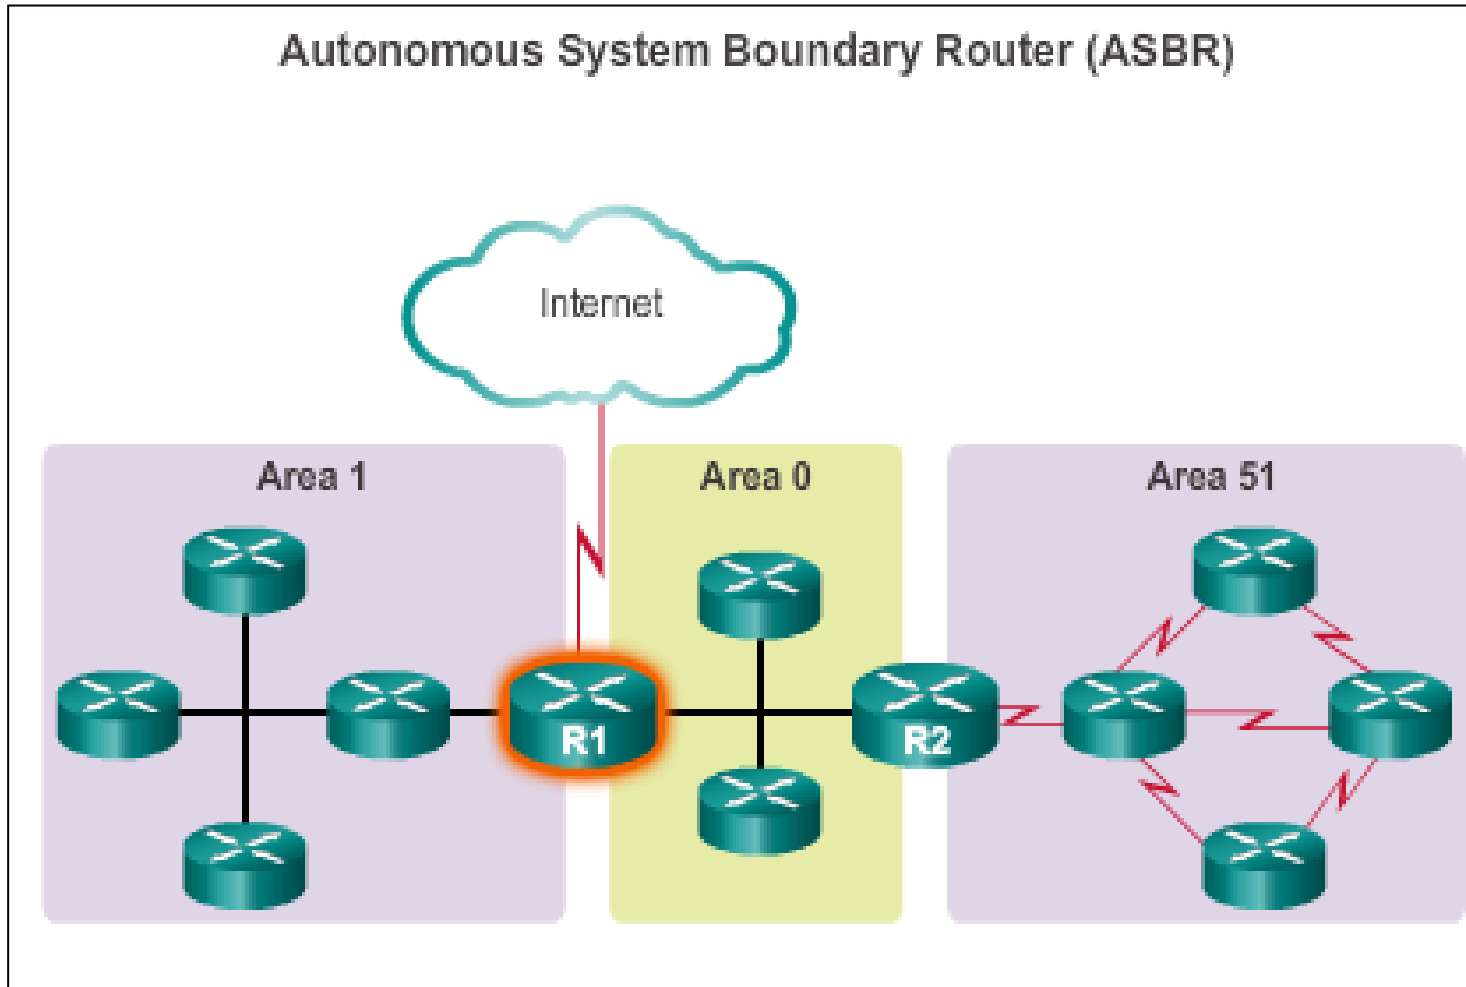 Autonomous System Boundary Router (ASBR)
Internet
Area 1
Area 0
Area 51
R1
R2